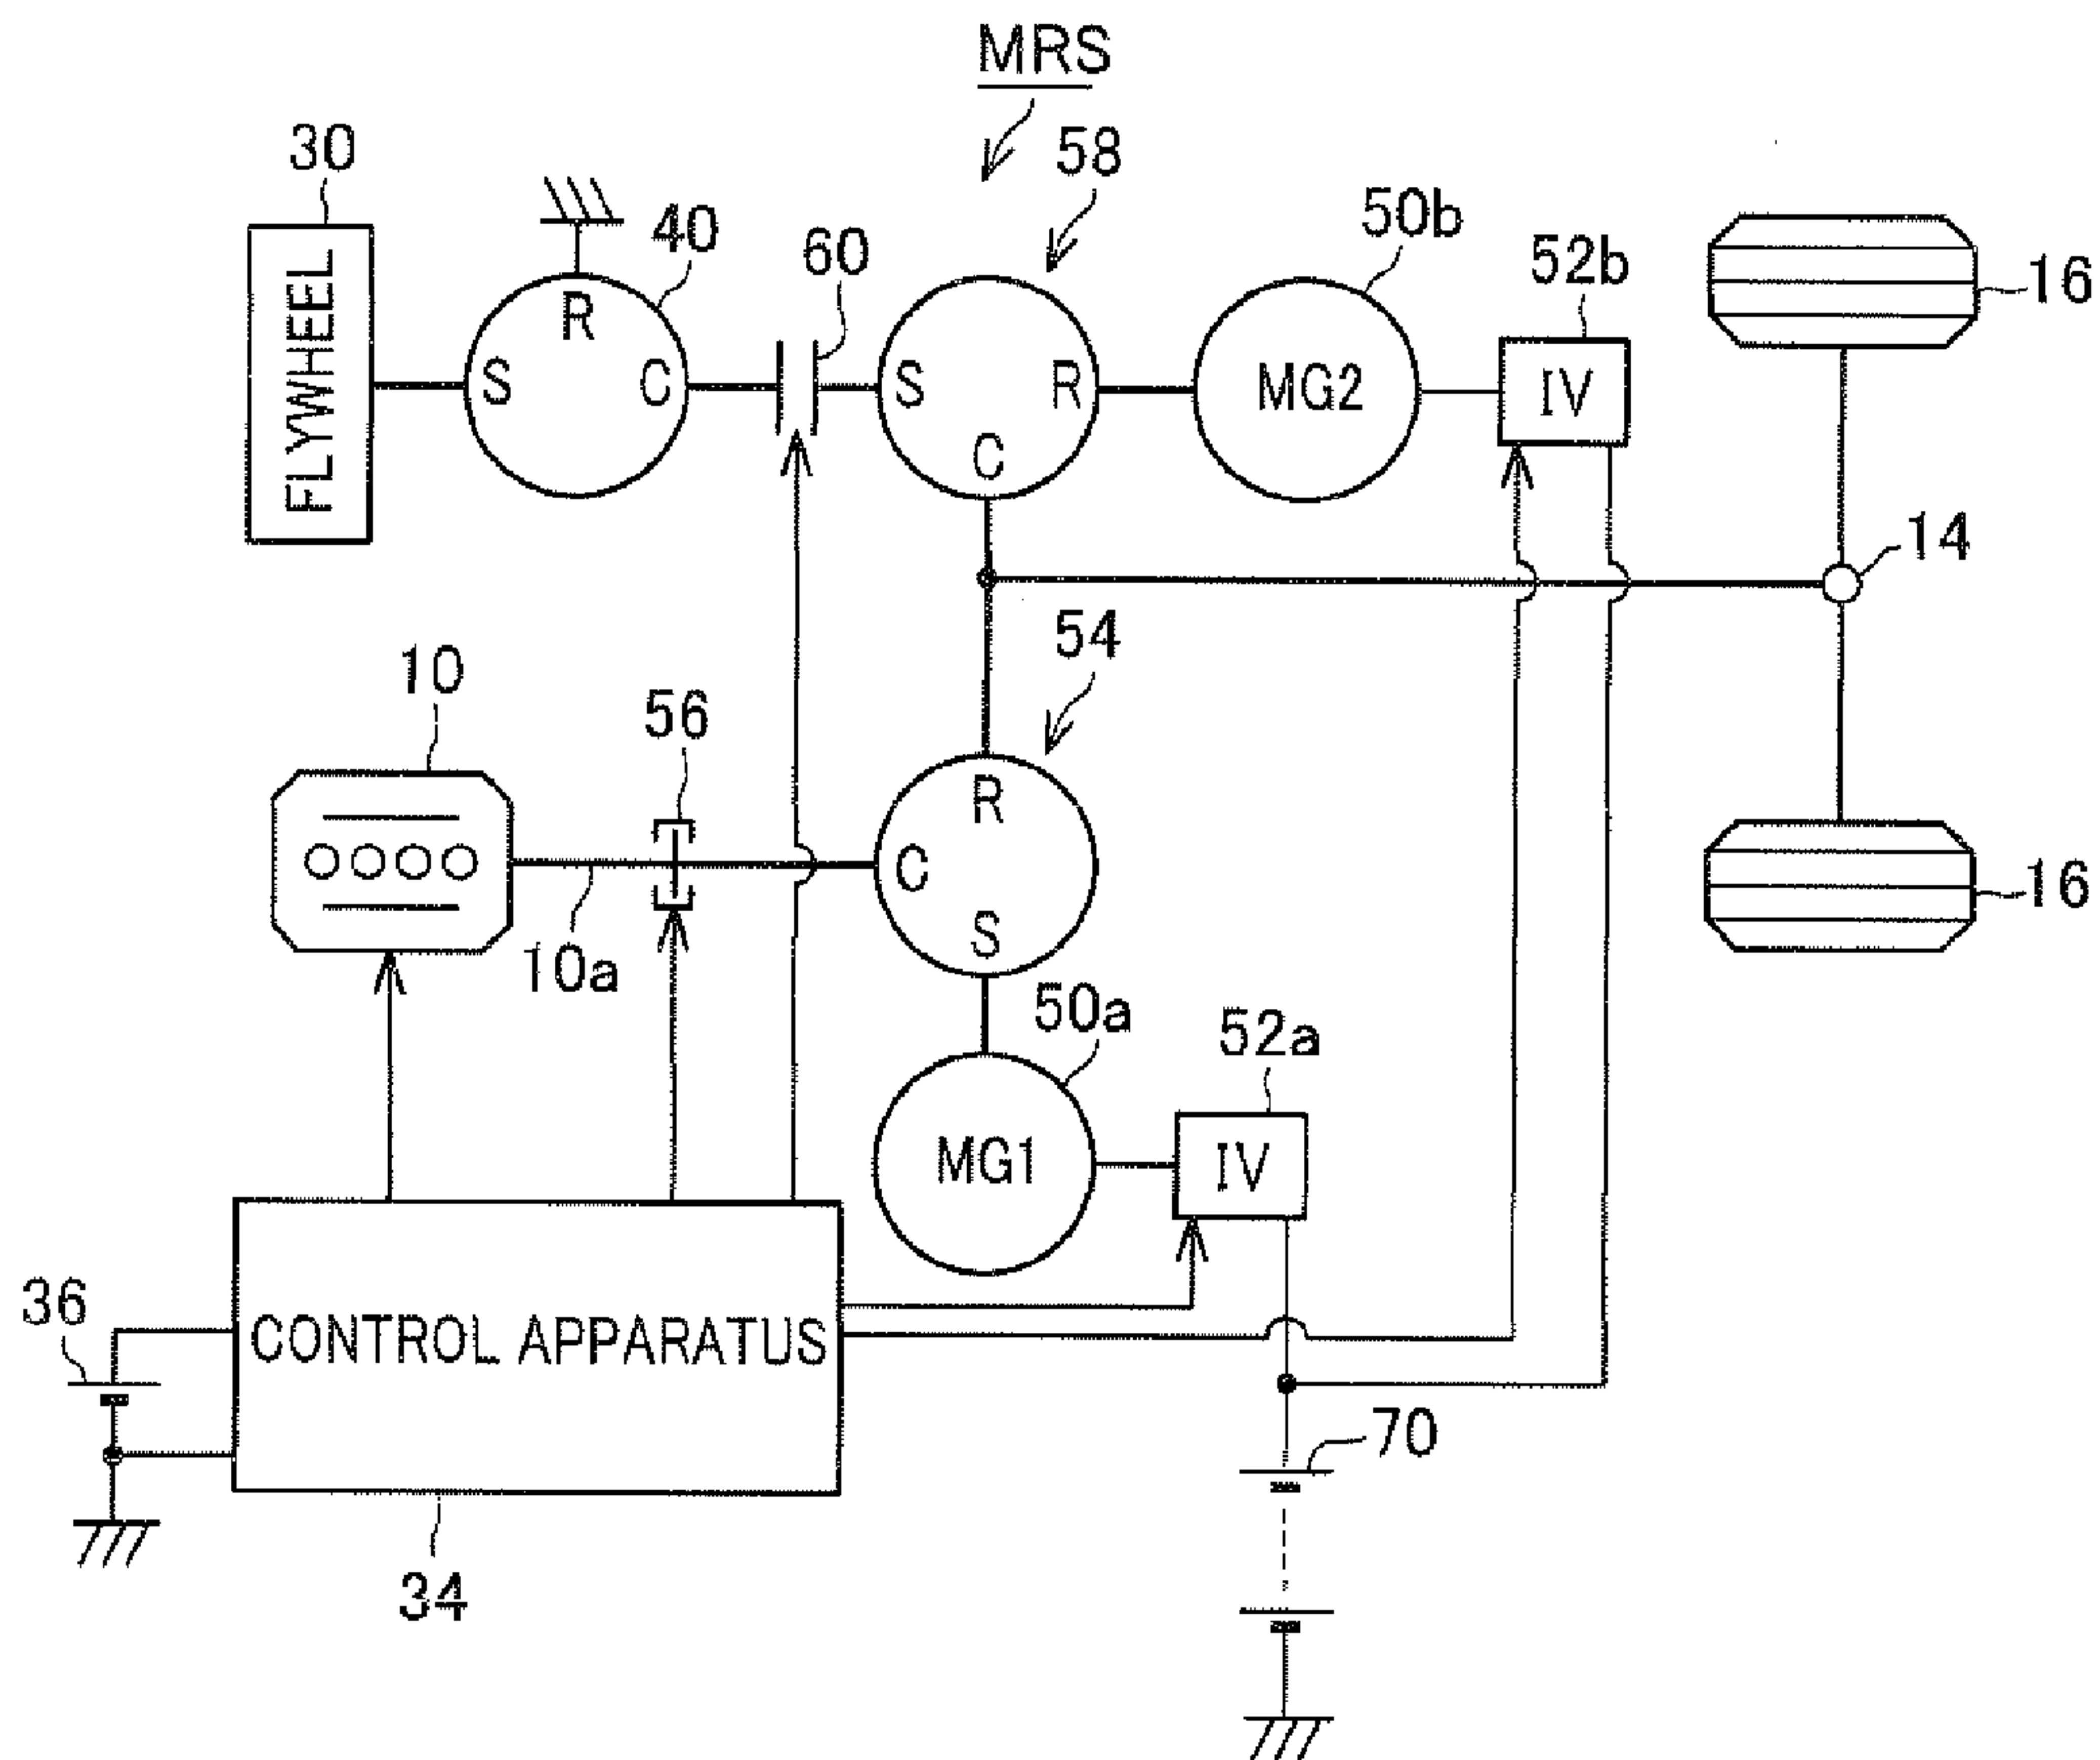 MRS
30
58
40
50b
60
52b
16
FLYWHEEL
R
S
C
S
R
C
MG2
IV
14
54
10
56
R
C
S
16
10a
50a
52a
MG1
IV
36
CONTROL APPARATUS
70
34